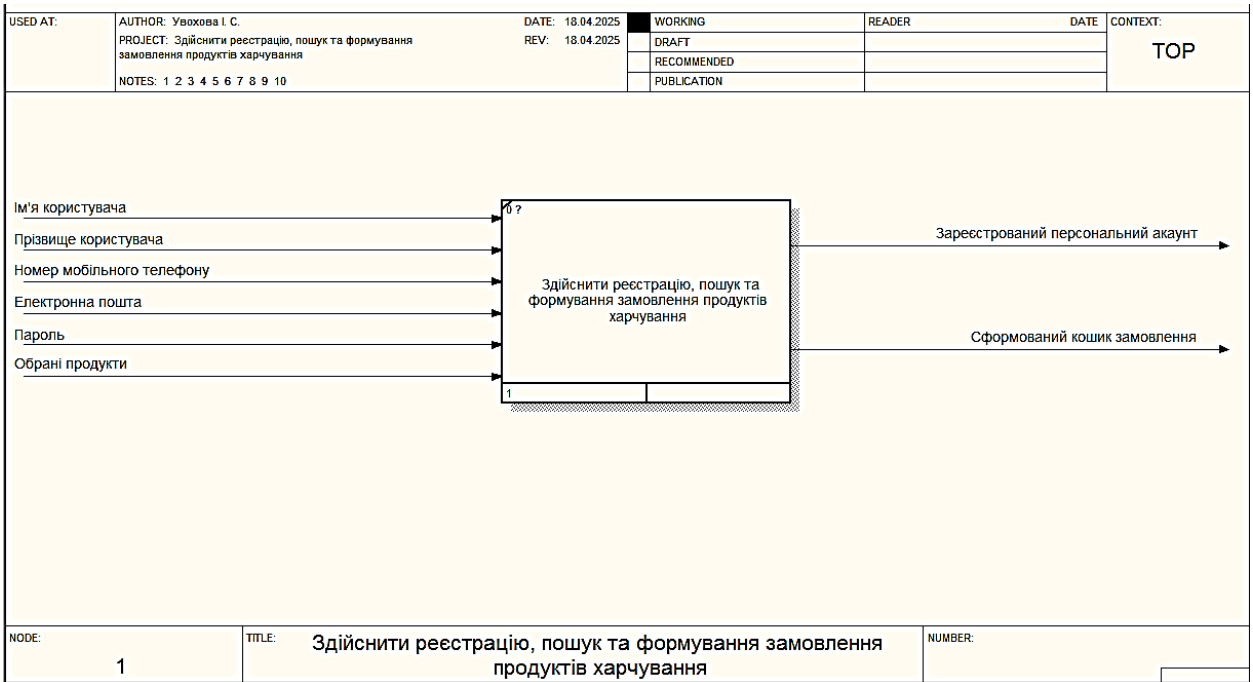 USED AT:
AUTHOR: Увохова І. С.
DATE: 18.04.2025
PROJECT: Здійснити реєстрацію, пошук та формування
замовлення продуктів харчування
REV: 18.04.2025
NOTES: 1 2 3 4 5 6 7 8 9 10
WORKING
DRAFT
RECOMMENDED
PUBLICATION
READER
DATE
CONTEXT:
TOP
Ім'я користувача
Прізвище користувача
Номер мобільного телефону
Електронна пошта
Пароль
Обрані продукти
0 ?
Здійснити реєстрацію, пошук та
формування замовлення продуктів
харчування
1
Зареєстрований персональний акаунт
Сформований кошик замовлення
NODE:
1
TITLE:
Здійснити реєстрацію, пошук та формування замовлення
продуктів харчування
NUMBER: